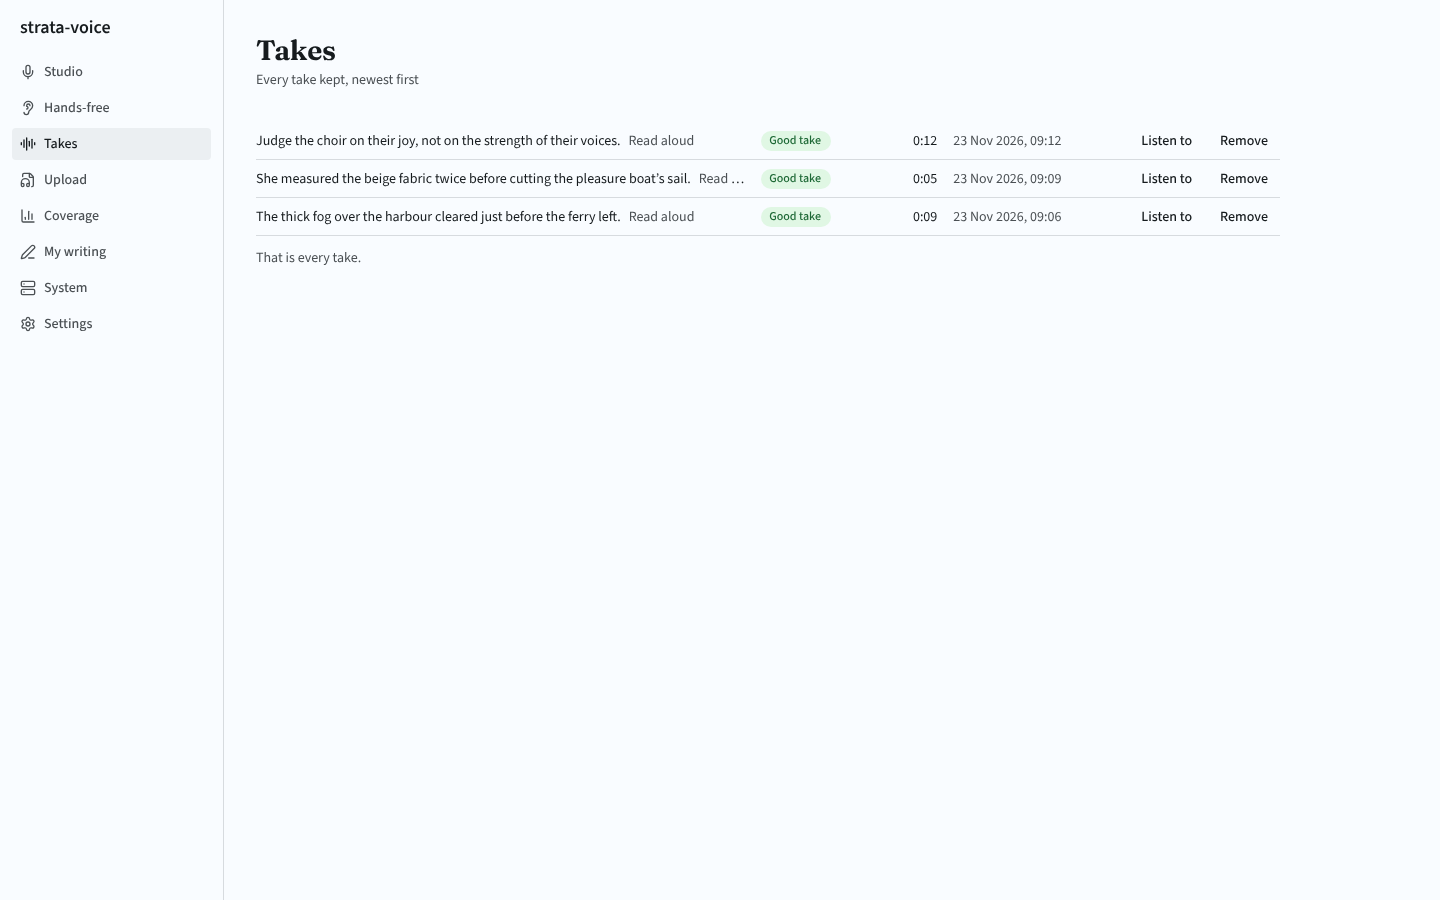 strata-voice
Studio
Hands-free
Takes
Upload
Coverage
My writing
System
Settings
Takes
Every take kept, newest first
Judge the choir on their joy, not on the strength of their voices. Read aloud Good take 0:12 23 Nov 2026, 09:12 Listen to Remove
She measured the beige fabric twice before cutting the pleasure boat’s sail. Read … Good take 0:05 23 Nov 2026, 09:09 Listen to Remove
The thick fog over the harbour cleared just before the ferry left. Read aloud Good take 0:09 23 Nov 2026, 09:06 Listen to Remove
That is every take.